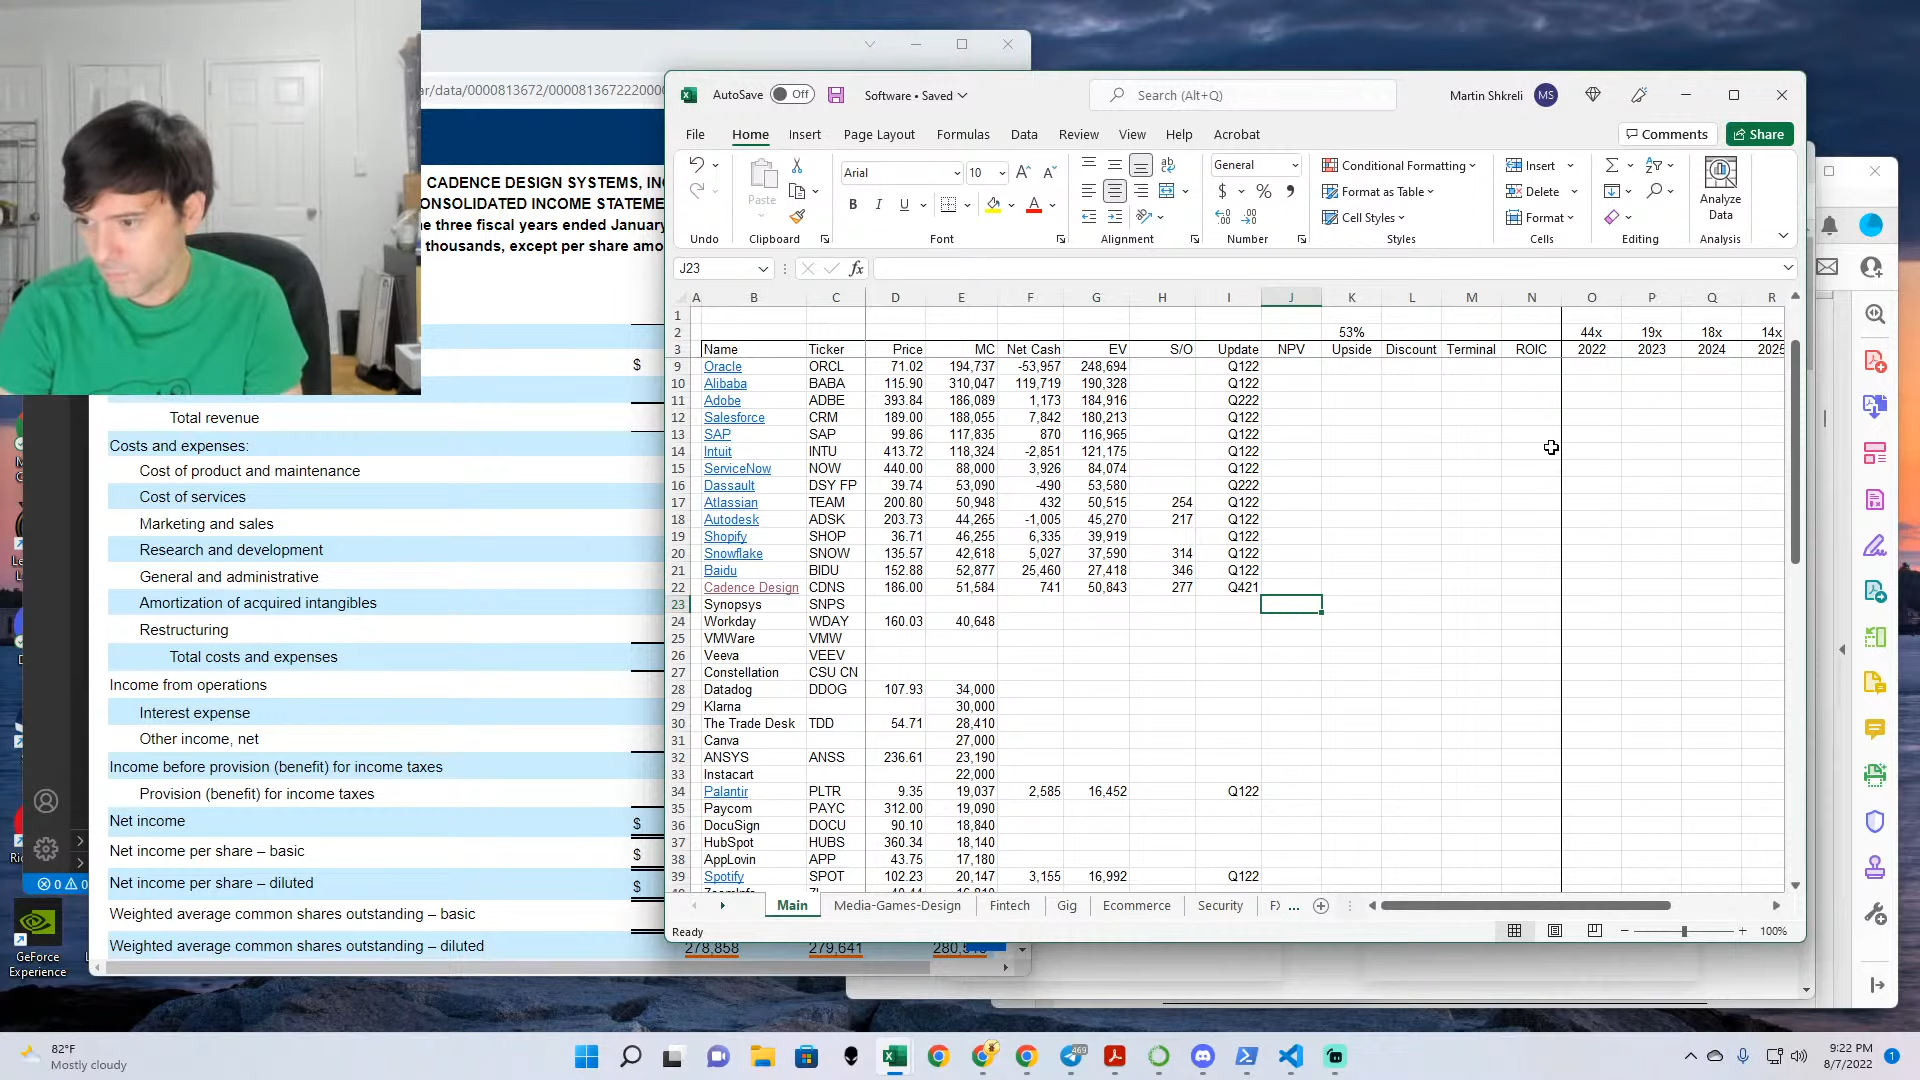 ar/data/0000813672/0000813672220000
CADENCE DESIGN SYSTEMS, INC
ONSOLIDATED INCOME STATEME
e three fiscal years ended January
thousands, except per share amo
$
Total revenue
Costs and expenses:
Cost of product and maintenance
Cost of services
Marketing and sales
Research and development
General and administrative
Amortization of acquired intangibles
Restructuring
Total costs and expenses
Income from operations
Interest expense
Other income, net
Income before provision (benefit) for income taxes
Provision (benefit) for income taxes
Net income $
Net income per share – basic $
Net income per share – diluted $
Weighted average common shares outstanding – basic
Weighted average common shares outstanding – diluted 278,858 279,641
AutoSave Off Software • Saved Search (Alt+Q) Martin Shkreli MS
File Home Insert Page Layout Formulas Data Review View Help Acrobat Comments Share
Paste Arial 10 General Conditional Formatting Insert
B I U Format as Table Delete Analyze Data
Cell Styles Format
Undo Clipboard Font Alignment Number Styles Cells Editing Analysis
J23 fx
A B C D E F G H I J K L M N O P Q R
1
2 53% 44x 19x 18x 14x
3 Name Ticker Price MC Net Cash EV S/O Update NPV Upside Discount Terminal ROIC 2022 2023 2024 2025
9 Oracle ORCL 71.02 194,737 -53,957 248,694 Q122
10 Alibaba BABA 115.90 310,047 119,719 190,328 Q122
11 Adobe ADBE 393.84 186,089 1,173 184,916 Q222
12 Salesforce CRM 189.00 188,055 7,842 180,213 Q122
13 SAP SAP 99.86 117,835 870 116,965 Q122
14 Intuit INTU 413.72 118,324 -2,851 121,175 Q122
15 ServiceNow NOW 440.00 88,000 3,926 84,074 Q122
16 Dassault DSY FP 39.74 53,090 -490 53,580 Q222
17 Atlassian TEAM 200.80 50,948 432 50,515 254 Q122
18 Autodesk ADSK 203.73 44,265 -1,005 45,270 217 Q122
19 Shopify SHOP 36.71 46,255 6,335 39,919 Q122
20 Snowflake SNOW 135.57 42,618 5,027 37,590 314 Q122
21 Baidu BIDU 152.88 52,877 25,460 27,418 346 Q122
22 Cadence Design CDNS 186.00 51,584 741 50,843 277 Q421
23 Synopsys SNPS
24 Workday WDAY 160.03 40,648
25 VMWare VMW
26 Veeva VEEV
27 Constellation CSU CN
28 Datadog DDOG 107.93 34,000
29 Klarna 30,000
30 The Trade Desk TDD 54.71 28,410
31 Canva 27,000
32 ANSYS ANSS 236.61 23,190
33 Instacart 22,000
34 Palantir PLTR 9.35 19,037 2,585 16,452 Q122
35 Paycom PAYC 312.00 19,090
36 DocuSign DOCU 90.10 18,840
37 HubSpot HUBS 360.34 18,140
38 AppLovin APP 43.75 17,180
39 Spotify SPOT 102.23 20,147 3,155 16,992 Q122
Main Media-Games-Design Fintech Gig Ecommerce Security FX ...
Ready 100%
0 0
GeForce
Experience
82°F
Mostly cloudy
469
9:22 PM
8/7/2022
1